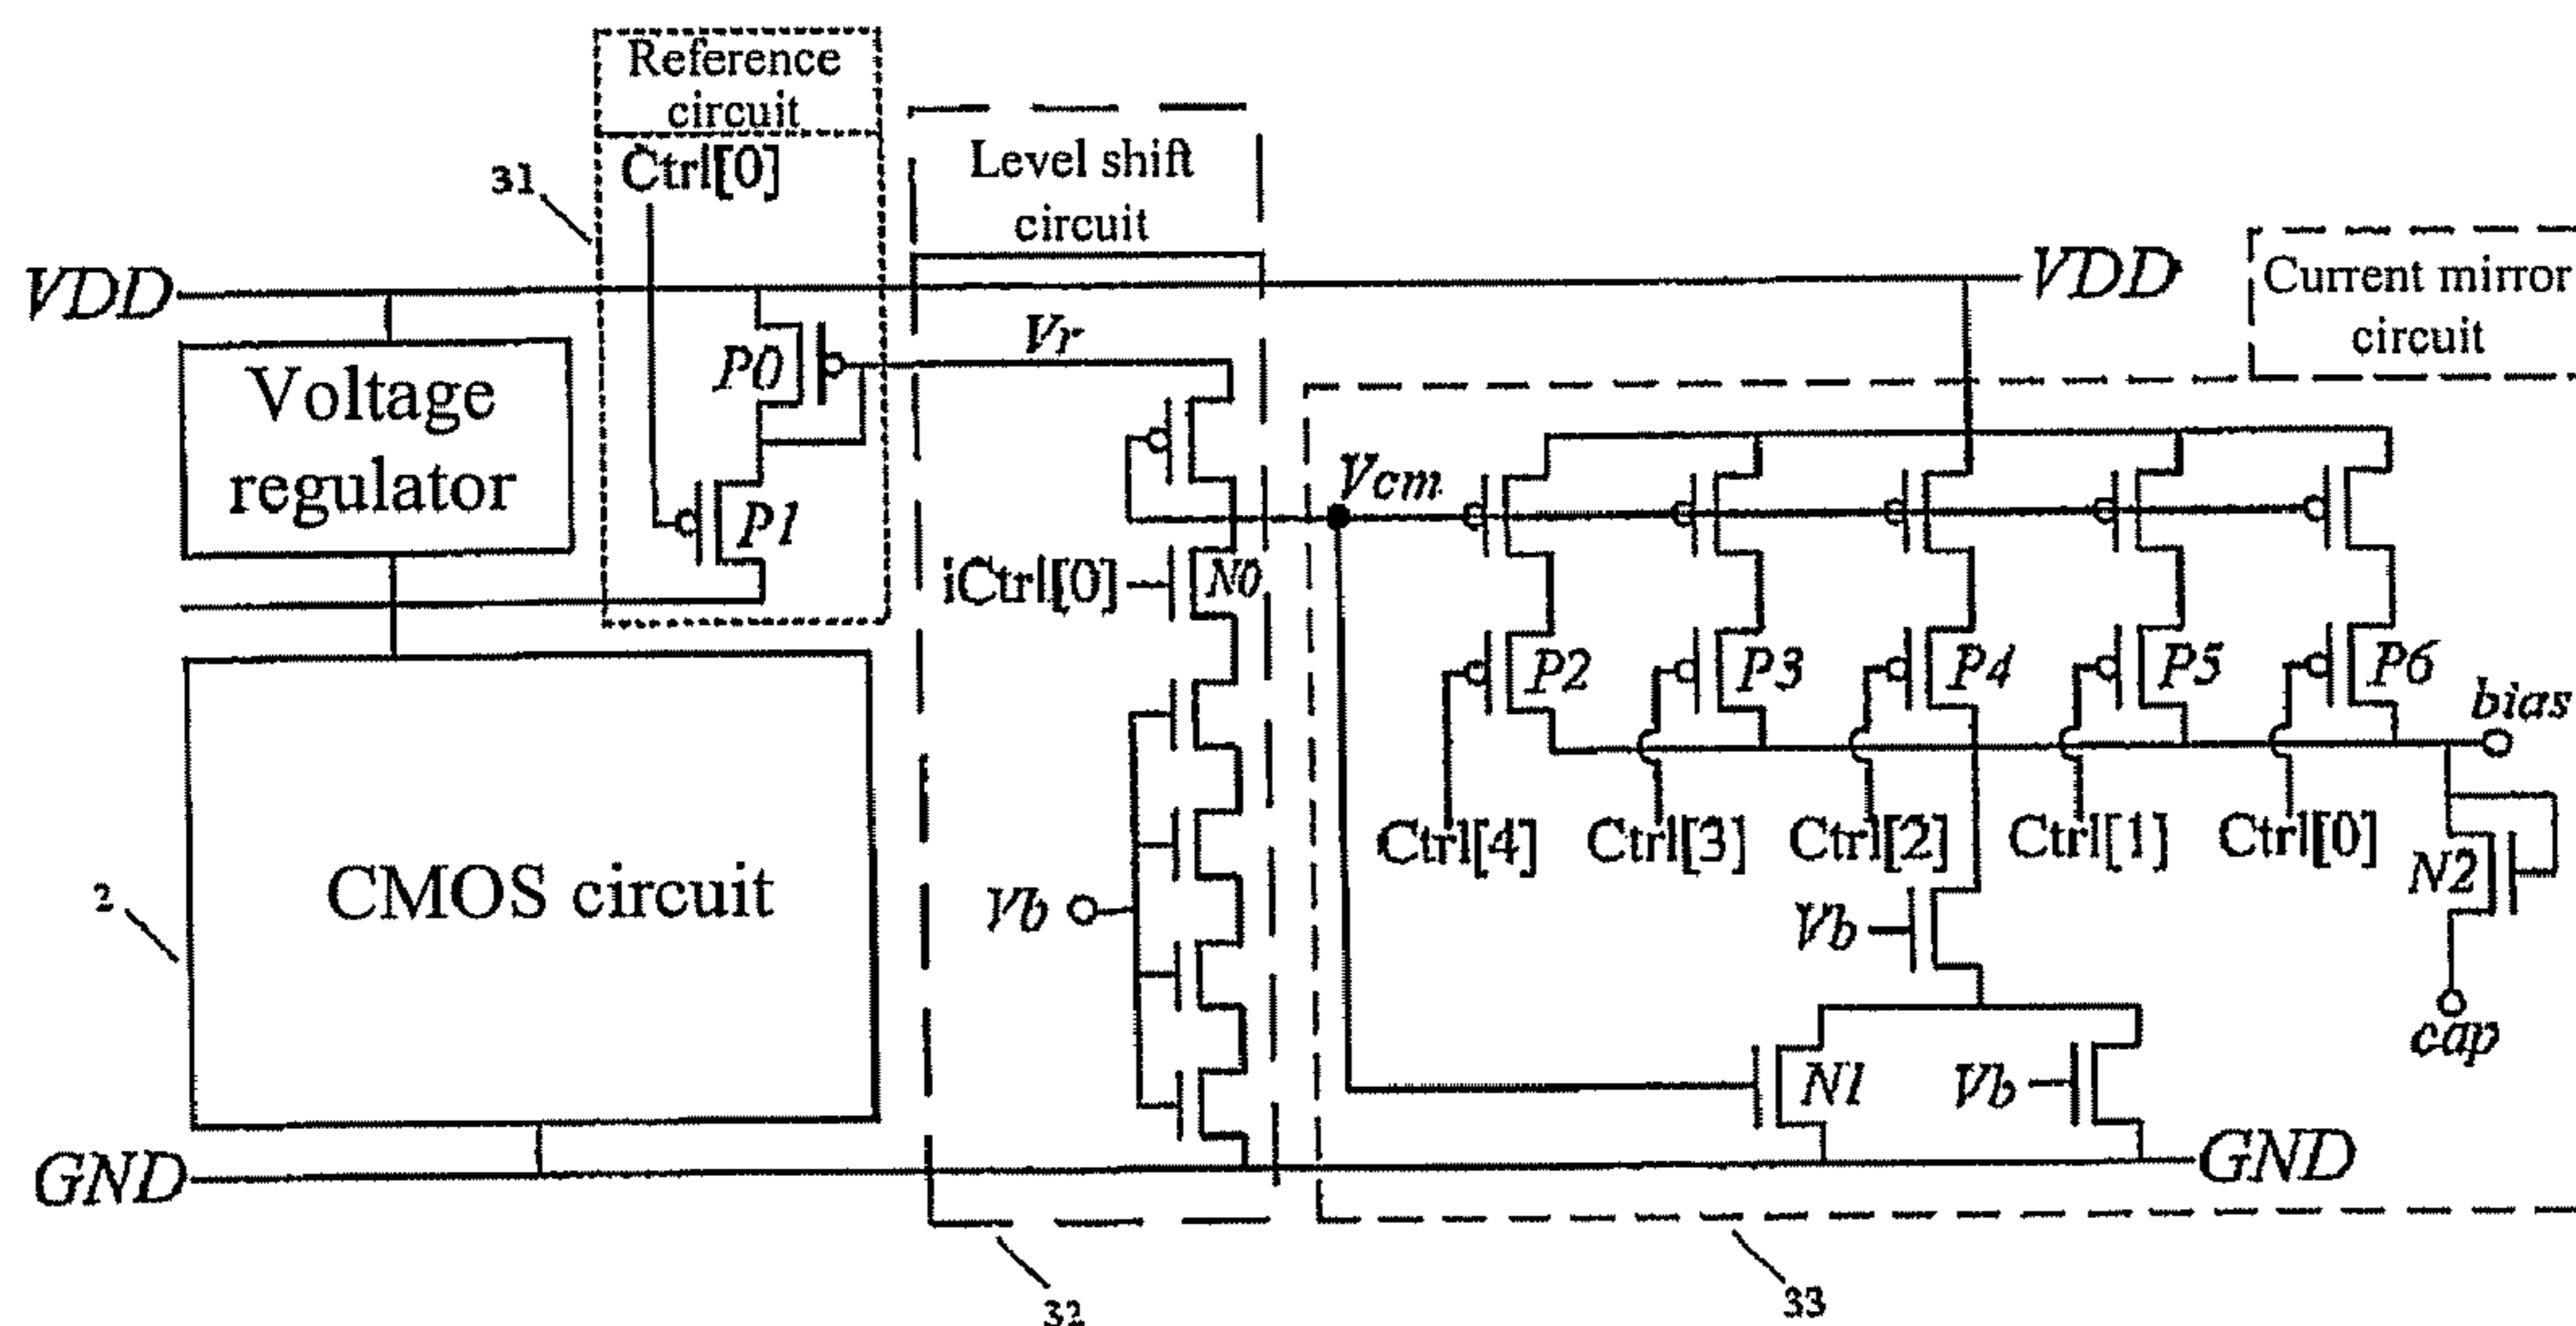 Reference
circuit
Ctrl[0]
31
Level shift
circuit
VDD
VDD
Current mirror
circuit
Vr
P0
Voltage
regulator
P1
Vcm
iCtrl[0]
N0
P2
P3
P4
P5
P6
bias
Ctrl[4]
Ctrl[3]
Ctrl[2]
Ctrl[1]
Ctrl[0]
N2
CMOS circuit
2
Vb
Vb
cap
N1
Vb
GND
GND
32
33